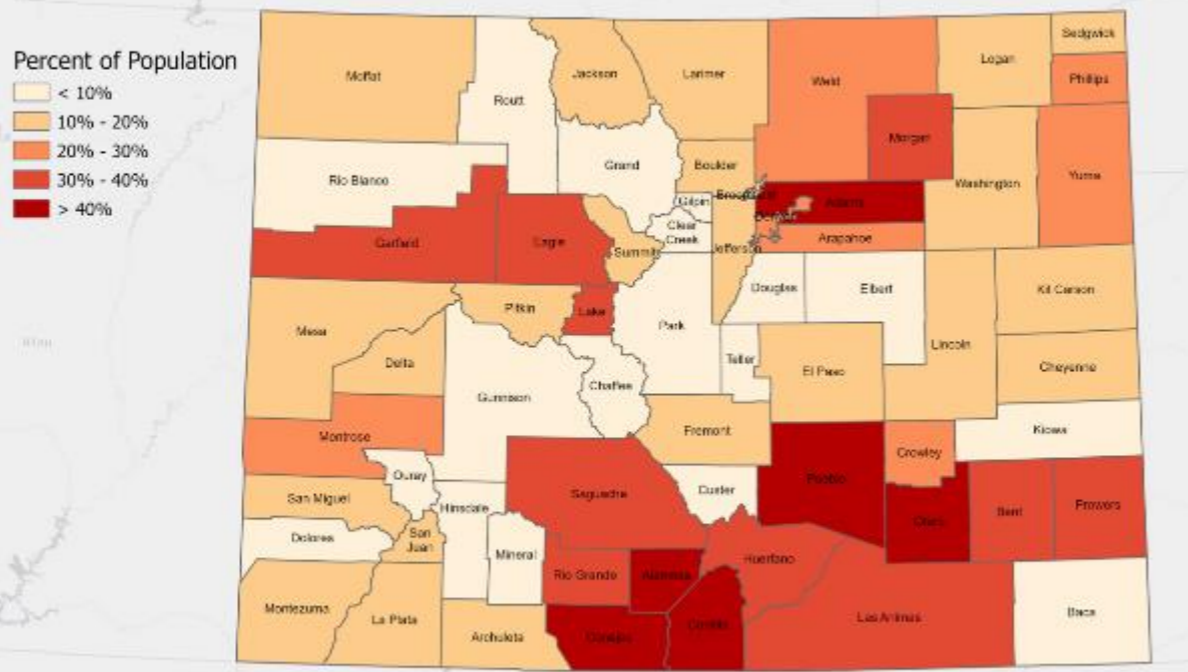 Percent of Population
< 10%
10% - 20%
20% - 30%
30% - 40%
> 40%
Moffat
Routt
Jackson
Larimer
Weld
Logan
Sedgwick
Phillips
Morgan
Grand
Boulder
Rio Blanco
Gilpin
Washington
Yuma
Adams
Clear
Creek
Garfield
Eagle
Summit
Jefferson
Arapahoe
Douglas
Elbert
Kit Carson
Pitkin
Lake
Park
Mesa
Lincoln
Delta
Teller
El Paso
Cheyenne
Chaffee
Gunnison
Fremont
Kiowa
Montrose
Crowley
Ouray
Pueblo
Custer
Saguache
San Miguel
Hinsdale
Otero
Bent
Prowers
San
Juan
Dolores
Mineral
Huerfano
Rio Grande
Alamosa
Montezuma
La Plata
Archuleta
Conejos
Costilla
Las Animas
Baca